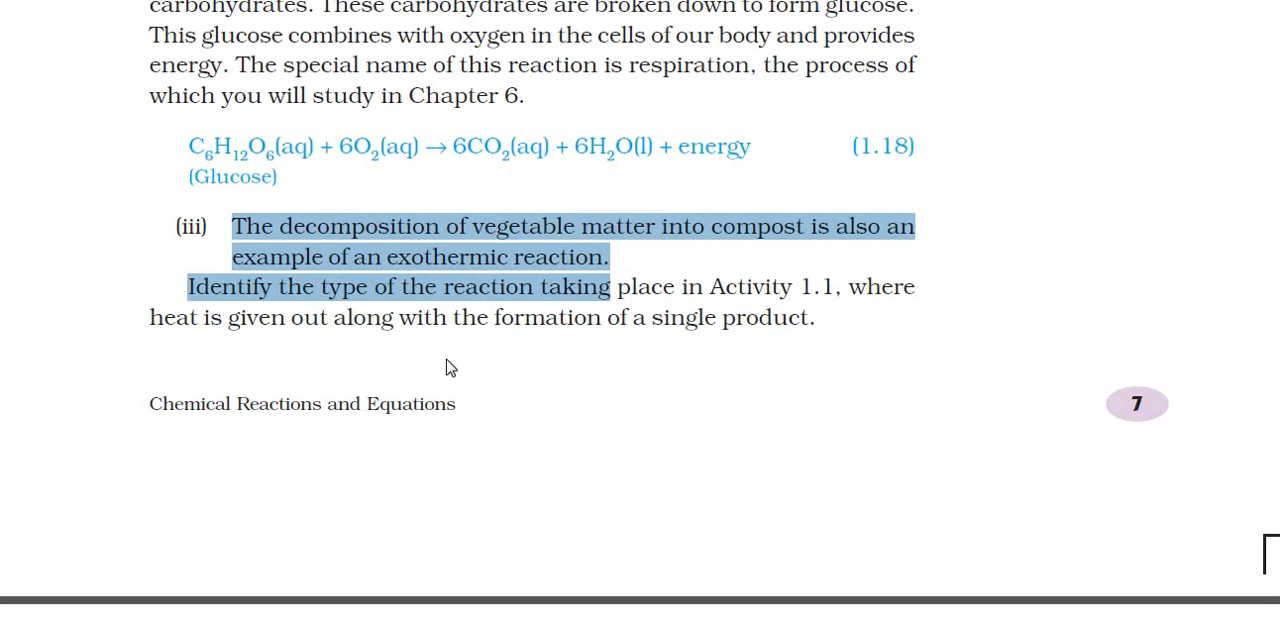 carbohydrates. These carbohydrates are broken down to form glucose.
This glucose combines with oxygen in the cells of our body and provides
energy. The special name of this reaction is respiration, the process of
which you will study in Chapter 6.
C₆H₁₂O₆(aq) + 6O₂(aq) → 6CO₂(aq) + 6H₂O(l) + energy (1.18)
(Glucose)
(iii) The decomposition of vegetable matter into compost is also an
example of an exothermic reaction.
Identify the type of the reaction taking place in Activity 1.1, where
heat is given out along with the formation of a single product.
Chemical Reactions and Equations 7